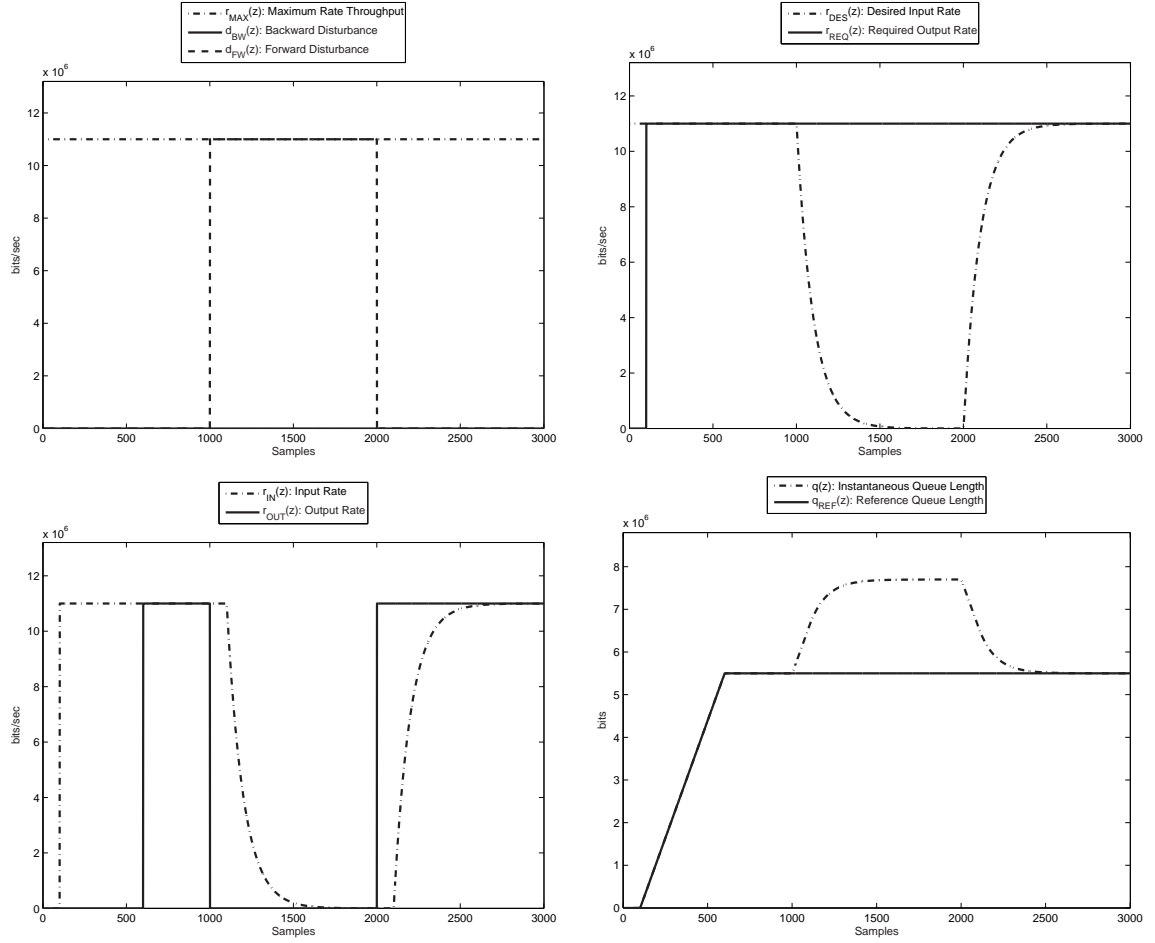 r_MAX(z): Maximum Rate Throughput
d_BW(z): Backward Disturbance
d_FW(z): Forward Disturbance
x 10^6
12
10
8
6
4
2
0
bits/sec
0 500 1000 1500 2000 2500 3000
Samples
r_DES(z): Desired Input Rate
r_REQ(z): Required Output Rate
x 10^6
12
10
8
6
4
2
0
bits/sec
0 500 1000 1500 2000 2500 3000
Samples
r_IN(z): Input Rate
r_OUT(z): Output Rate
x 10^6
12
10
8
6
4
2
0
bits/sec
0 500 1000 1500 2000 2500 3000
Samples
q(z): Instantaneous Queue Length
q_REF(z): Reference Queue Length
x 10^6
8
7
6
5
4
3
2
1
0
bits
0 500 1000 1500 2000 2500 3000
Samples